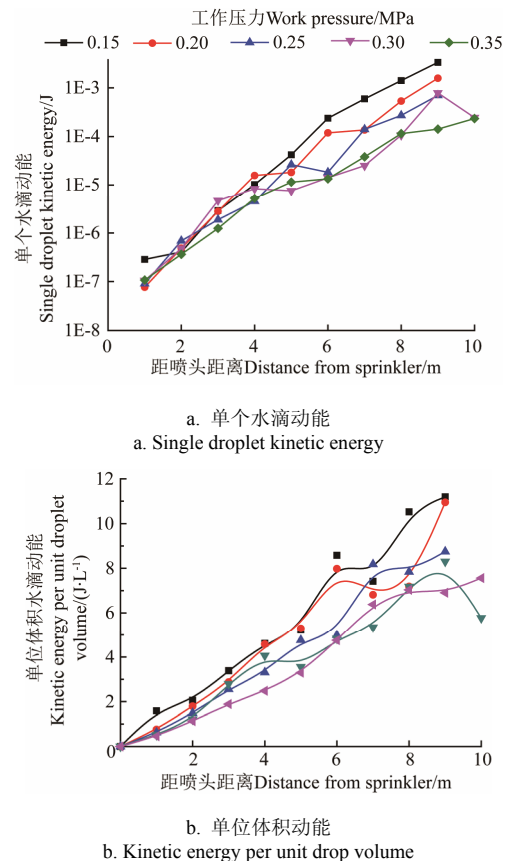 工作压力Work pressure/MPa
0.15 0.20 0.25 0.30 0.35
单个水滴动能
Single droplet kinetic energy/J
1E-3
1E-4
1E-5
1E-6
1E-7
1E-8
0 2 4 6 8 10
距喷头距离Distance from sprinkler/m
a. 单个水滴动能
a. Single droplet kinetic energy
单位体积水滴动能
Kinetic energy per unit droplet
volume/(J·L⁻¹)
12
10
8
6
4
2
0
2 4 6 8 10
距喷头距离Distance from sprinkler/m
b. 单位体积动能
b. Kinetic energy per unit drop volume